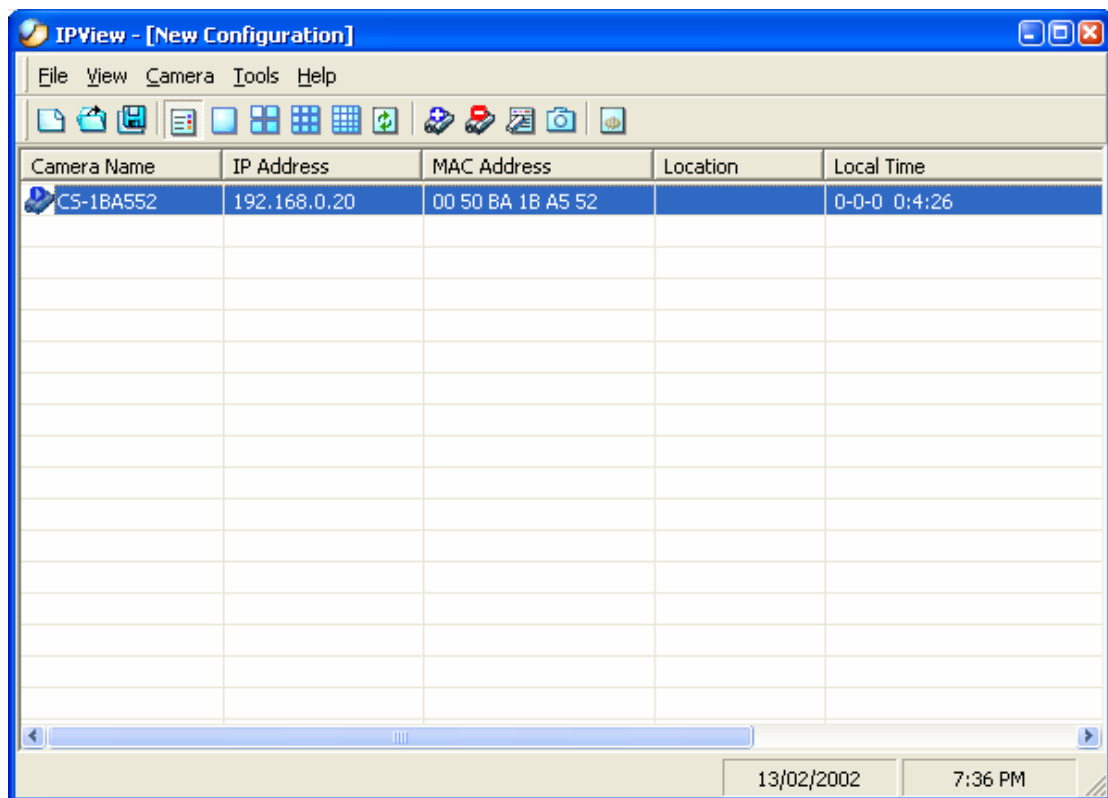 IPView - [New Configuration]
File View Camera Tools Help
Camera Name IP Address MAC Address Location Local Time
CS-1BA552 192.168.0.20 00 50 BA 1B A5 52 0-0-0 0:4:26
13/02/2002 7:36 PM